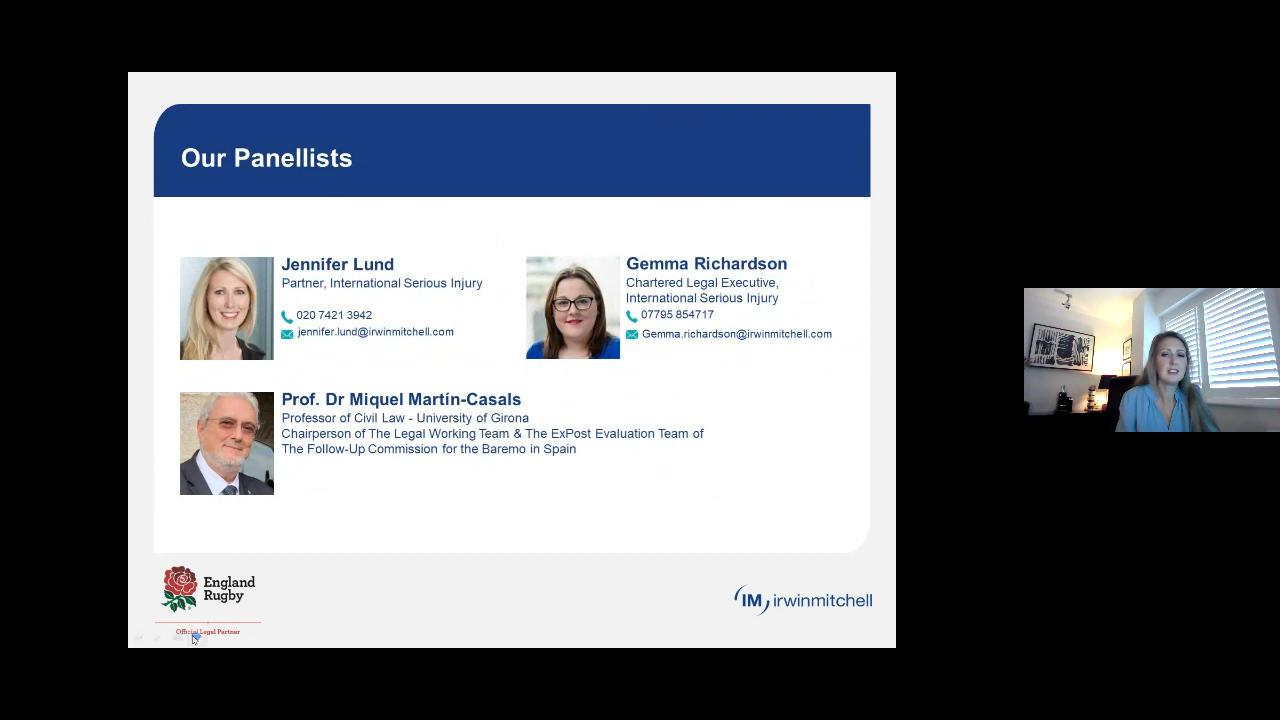 Our Panellists
Jennifer Lund
Partner, International Serious Injury
020 7421 3942
jennifer.lund@irwinmitchell.com
Gemma Richardson
Chartered Legal Executive,
International Serious Injury
07795 854717
Gemma.richardson@irwinmitchell.com
Prof. Dr Miquel Martín-Casals
Professor of Civil Law - University of Girona
Chairperson of The Legal Working Team & The ExPost Evaluation Team of
The Follow-Up Commission for the Baremo in Spain
England
Rugby
Official Legal Partner
IM irwinmitchell